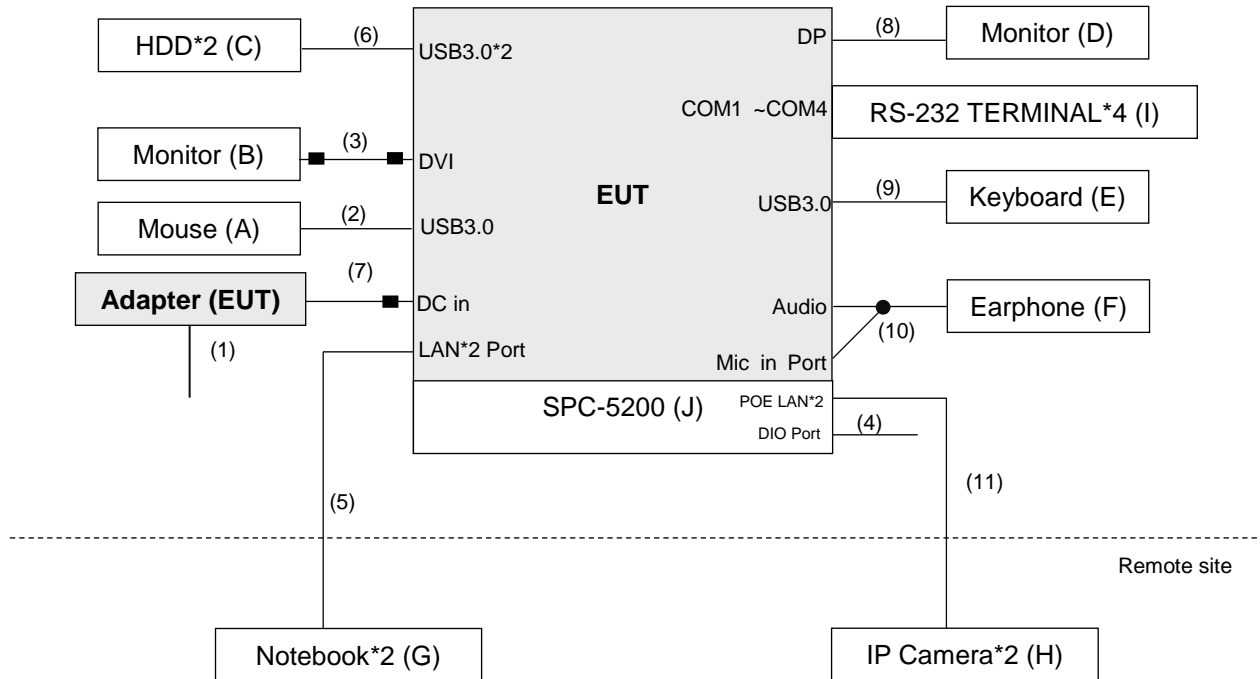 HDD*2 (C)
(6)
USB3.0*2
DP
(8)
Monitor (D)
COM1 ~COM4
RS-232 TERMINAL*4 (I)
Monitor (B)
(3)
DVI
EUT
USB3.0
(9)
Keyboard (E)
Mouse (A)
(2)
USB3.0
Adapter (EUT)
(7)
DC in
Audio
(10)
Earphone (F)
(1)
LAN*2 Port
Mic in Port
SPC-5200 (J)
POE LAN*2
DIO Port
(4)
(5)
(11)
Remote site
Notebook*2 (G)
IP Camera*2 (H)